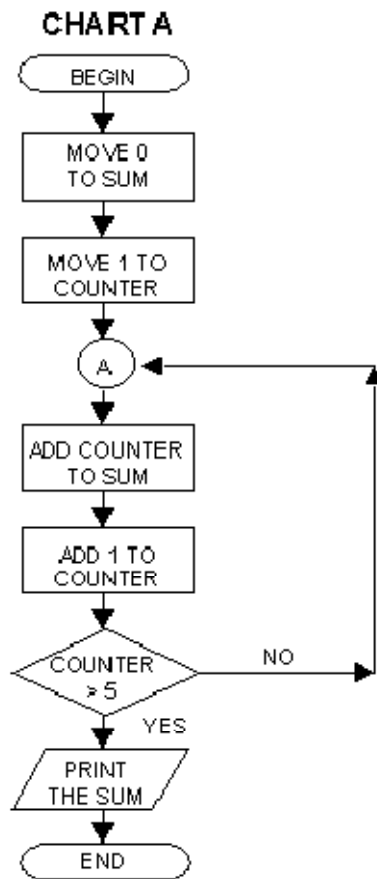 CHART A
BEGIN
MOVE 0
TO SUM
MOVE 1 TO
COUNTER
A
ADD COUNTER
TO SUM
ADD 1 TO
COUNTER
COUNTER
> 5
NO
YES
PRINT
THE SUM
END